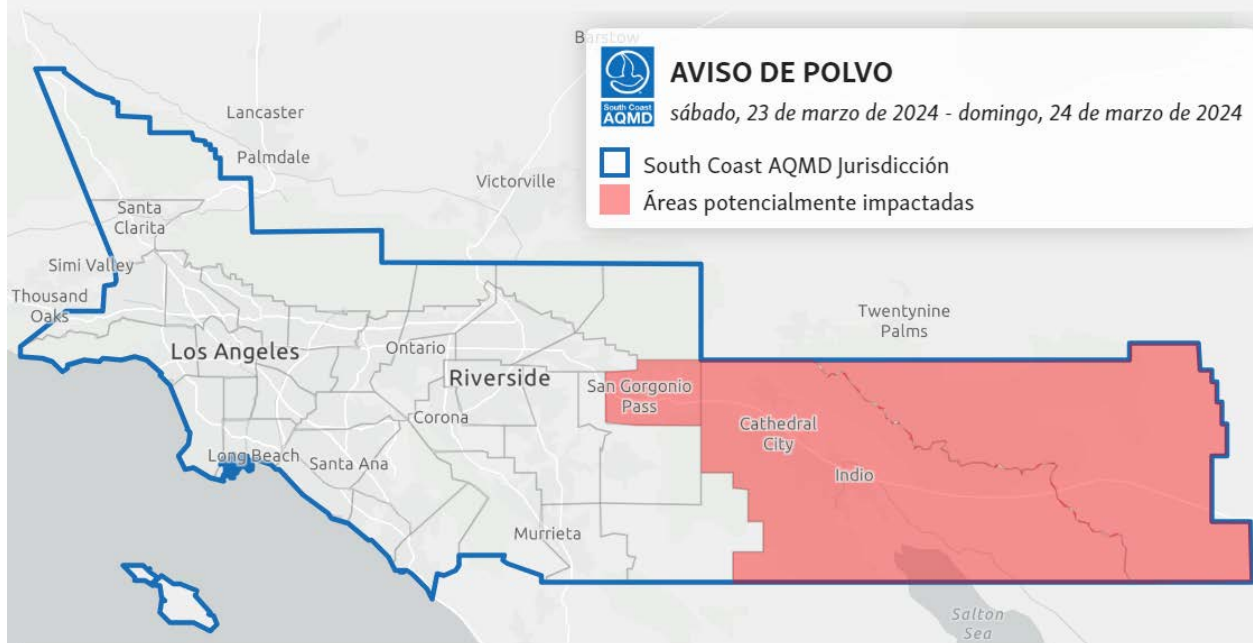 Barstow
South Coast
AQMD
AVISO DE POLVO
sábado, 23 de marzo de 2024 - domingo, 24 de marzo de 2024
South Coast AQMD Jurisdicción
Áreas potencialmente impactadas
Lancaster
Palmdale
Victorville
Santa
Clarita
Simi Valley
Thousand
Oaks
Twentynine
Palms
Los Angeles
Ontario
Riverside
San Gorgonio
Pass
Corona
Cathedral
City
Long Beach
Santa Ana
Indio
Murrieta
Salton
Sea